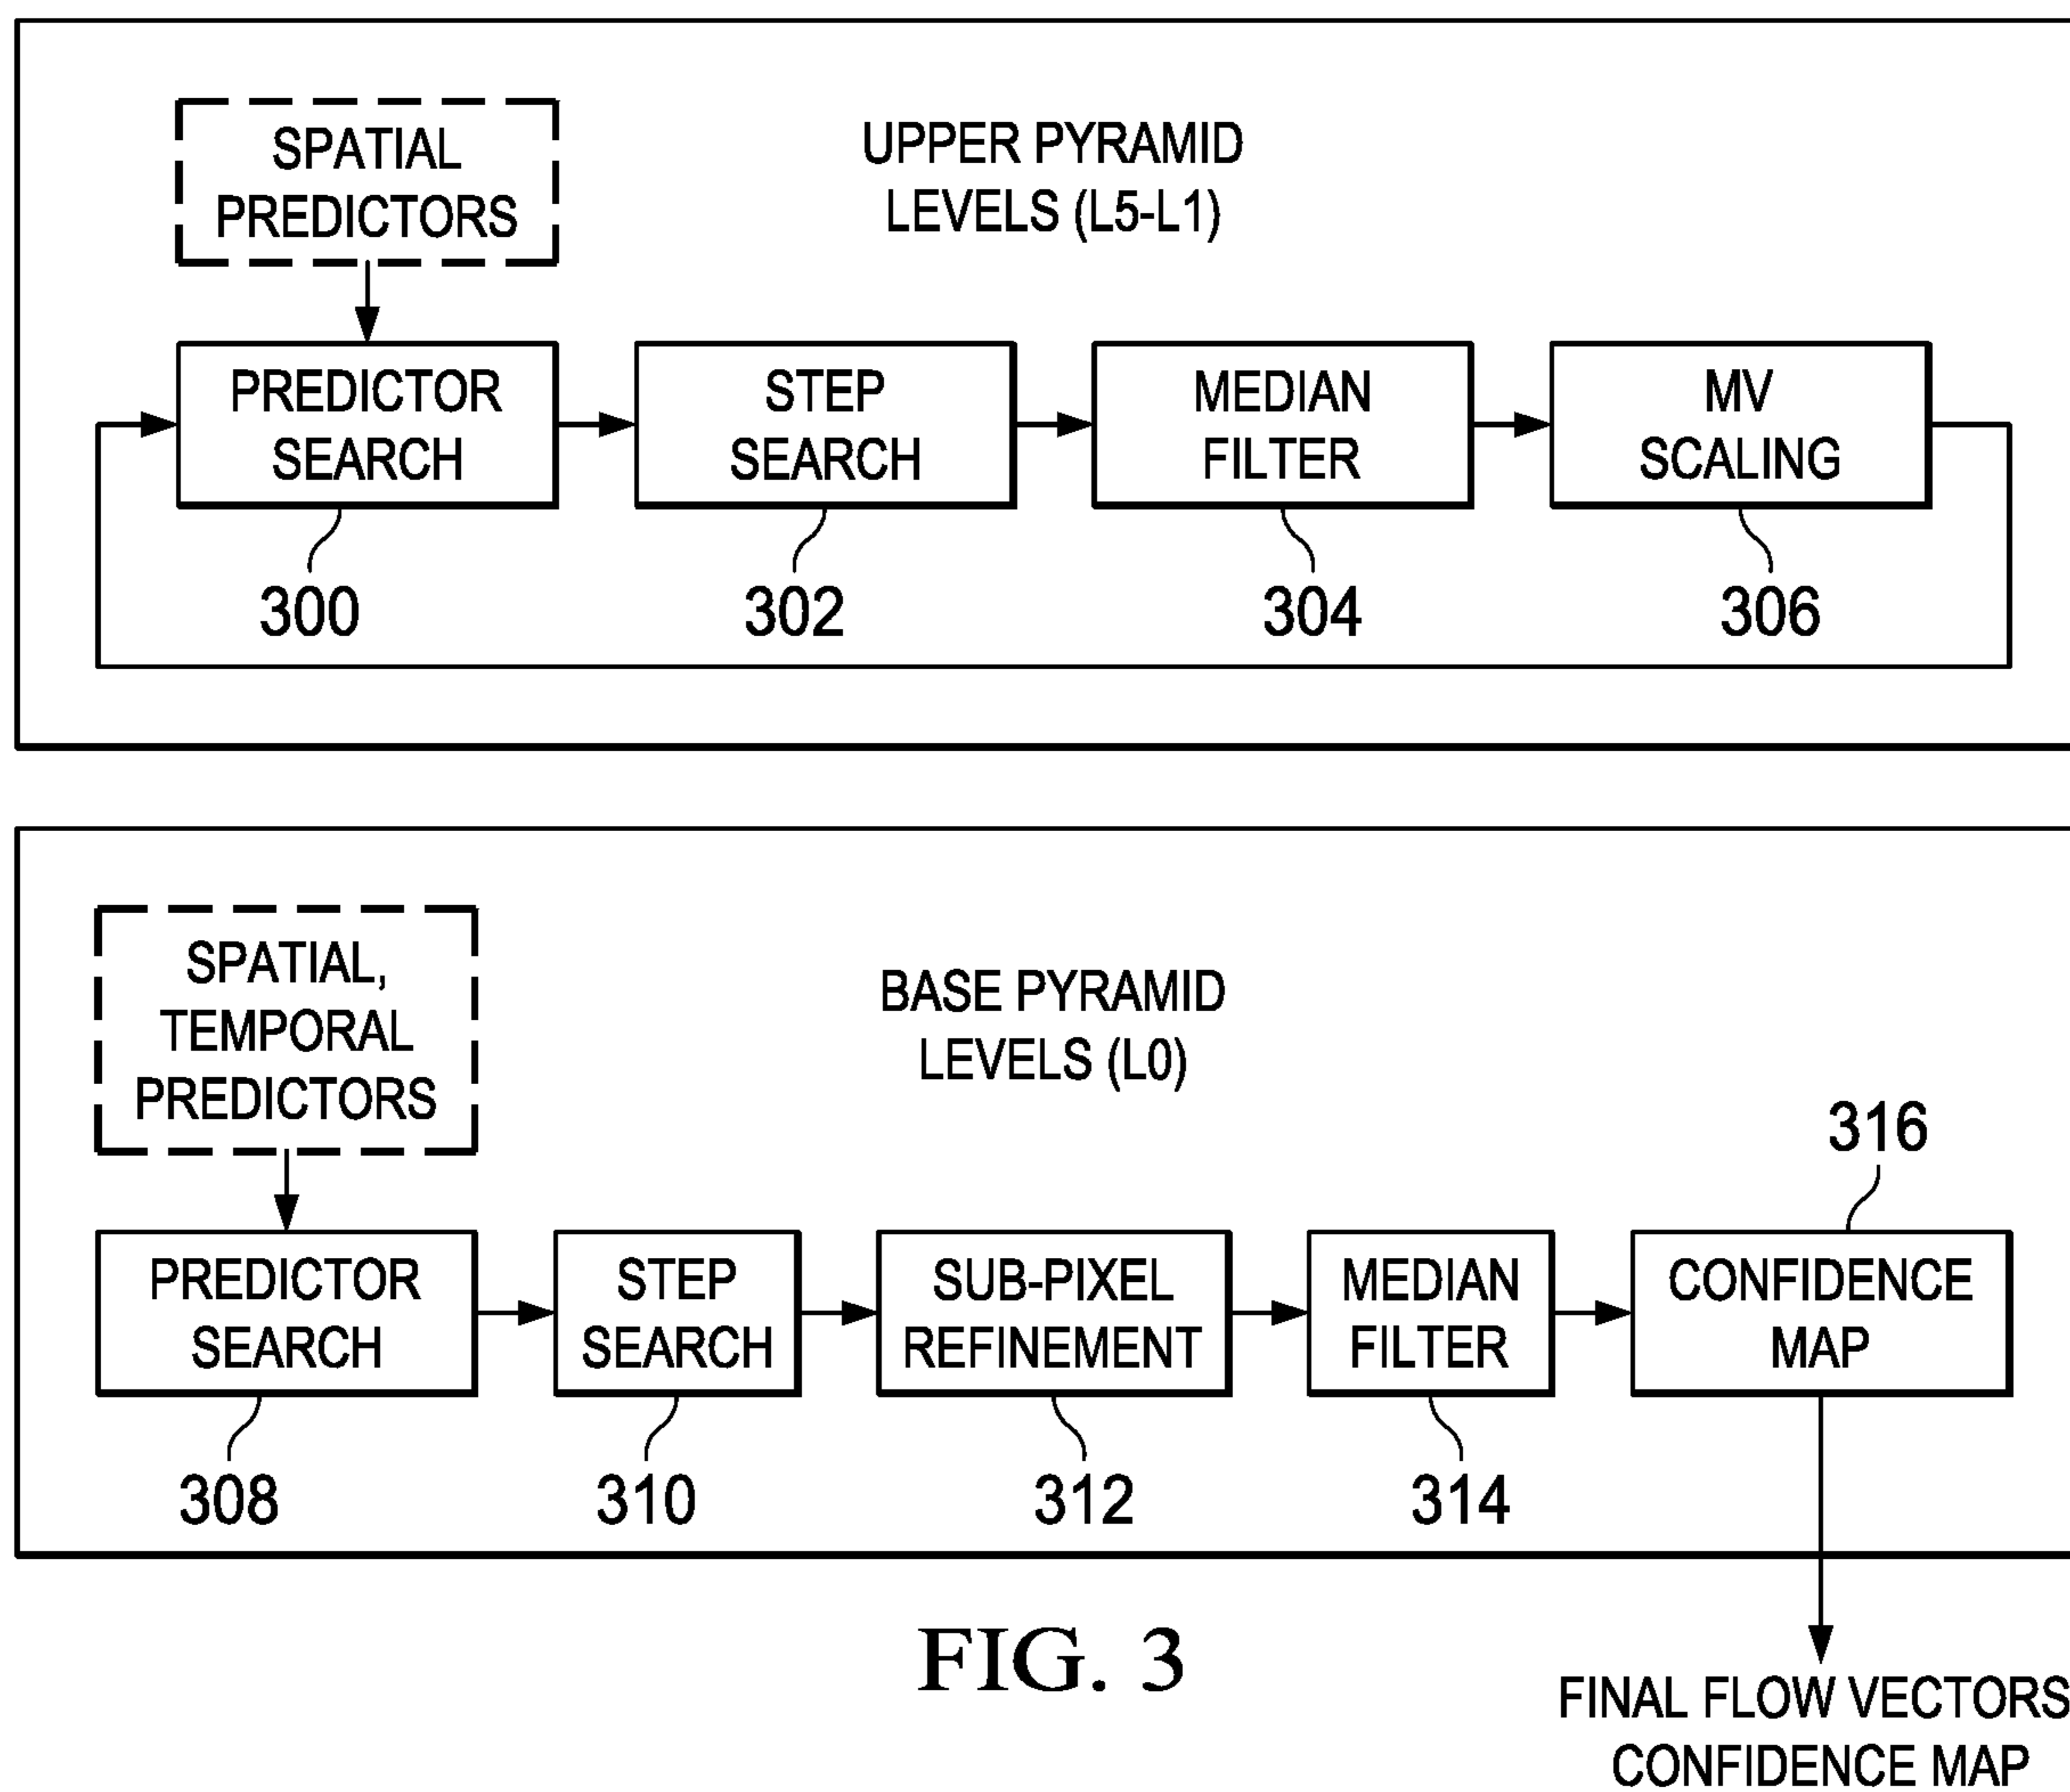 SPATIAL
PREDICTORS
UPPER PYRAMID
LEVELS (L5-L1)
PREDICTOR
SEARCH
STEP
SEARCH
MEDIAN
FILTER
MV
SCALING
300
302
304
306
SPATIAL,
TEMPORAL
PREDICTORS
BASE PYRAMID
LEVELS (L0)
316
PREDICTOR
SEARCH
STEP
SEARCH
SUB-PIXEL
REFINEMENT
MEDIAN
FILTER
CONFIDENCE
MAP
308
310
312
314
FIG. 3
FINAL FLOW VECTORS
CONFIDENCE MAP